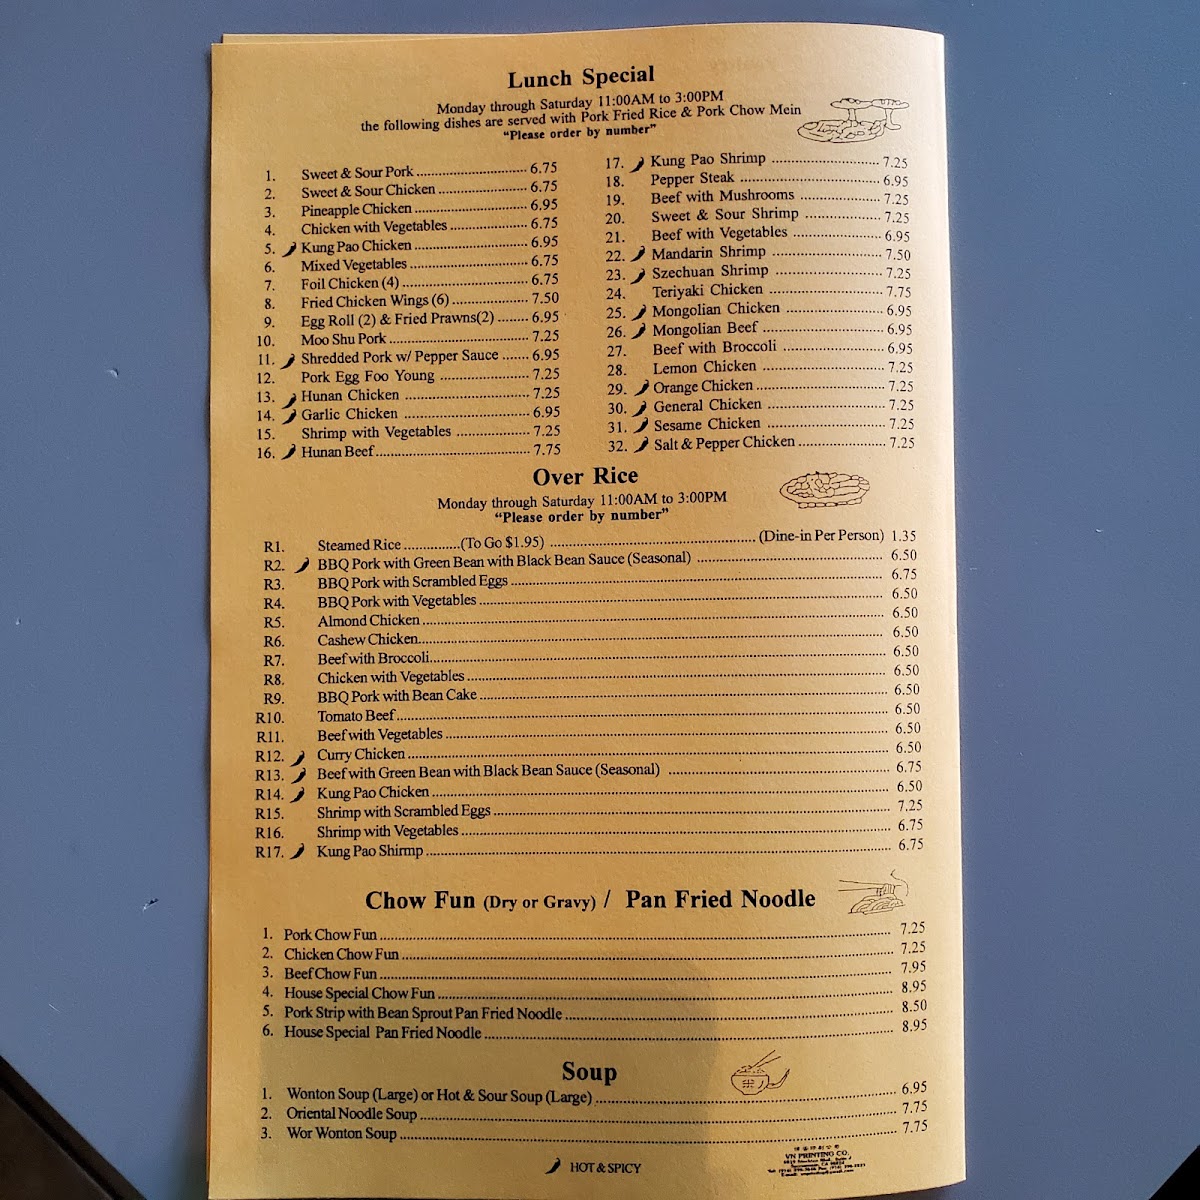 Lunch Special
Monday through Saturday 11:00AM to 3:00PM
the following dishes are served with Pork Fried Rice & Pork Chow Mein
"Please order by number"
1. Sweet & Sour Pork 6.75
2. Sweet & Sour Chicken 6.75
3. Pineapple Chicken 6.95
4. Chicken with Vegetables 6.75
5. Kung Pao Chicken 6.95
6. Mixed Vegetables 6.75
7. Foil Chicken (4) 6.75
8. Fried Chicken Wings (6) 7.50
9. Egg Roll (2) & Fried Prawns(2) 6.95
10. Moo Shu Pork 7.25
11. Shredded Pork w/ Pepper Sauce 6.95
12. Pork Egg Foo Young 7.25
13. Hunan Chicken 7.25
14. Garlic Chicken 6.95
15. Shrimp with Vegetables 7.25
16. Hunan Beef 7.75
17. Kung Pao Shrimp 7.25
18. Pepper Steak 6.95
19. Beef with Mushrooms 7.25
20. Sweet & Sour Shrimp 7.25
21. Beef with Vegetables 6.95
22. Mandarin Shrimp 7.50
23. Szechuan Shrimp 7.25
24. Teriyaki Chicken 7.75
25. Mongolian Chicken 6.95
26. Mongolian Beef 6.95
27. Beef with Broccoli 6.95
28. Lemon Chicken 7.25
29. Orange Chicken 7.25
30. General Chicken 7.25
31. Sesame Chicken 7.25
32. Salt & Pepper Chicken 7.25
Over Rice
Monday through Saturday 11:00AM to 3:00PM
"Please order by number"
R1. Steamed Rice (To Go $1.95) (Dine-in Per Person) 1.35
R2. BBQ Pork with Green Bean with Black Bean Sauce (Seasonal) 6.50
R3. BBQ Pork with Scrambled Eggs 6.75
R4. BBQ Pork with Vegetables 6.50
R5. Almond Chicken 6.50
R6. Cashew Chicken 6.50
R7. Beef with Broccoli 6.50
R8. Chicken with Vegetables 6.50
R9. BBQ Pork with Bean Cake 6.50
R10. Tomato Beef 6.50
R11. Beef with Vegetables 6.50
R12. Curry Chicken 6.50
R13. Beef with Green Bean with Black Bean Sauce (Seasonal) 6.75
R14. Kung Pao Chicken 6.50
R15. Shrimp with Scrambled Eggs 7.25
R16. Shrimp with Vegetables 6.75
R17. Kung Pao Shirmp 6.75
Chow Fun (Dry or Gravy) / Pan Fried Noodle
1. Pork Chow Fun 7.25
2. Chicken Chow Fun 7.25
3. Beef Chow Fun 7.95
4. House Special Chow Fun 8.95
5. Pork Strip with Bean Sprout Pan Fried Noodle 8.50
6. House Special Pan Fried Noodle 8.95
Soup
1. Wonton Soup (Large) or Hot & Sour Soup (Large) 6.95
2. Oriental Noodle Soup 7.75
3. Wor Wonton Soup 7.75
HOT & SPICY
VN PRINTING CO.